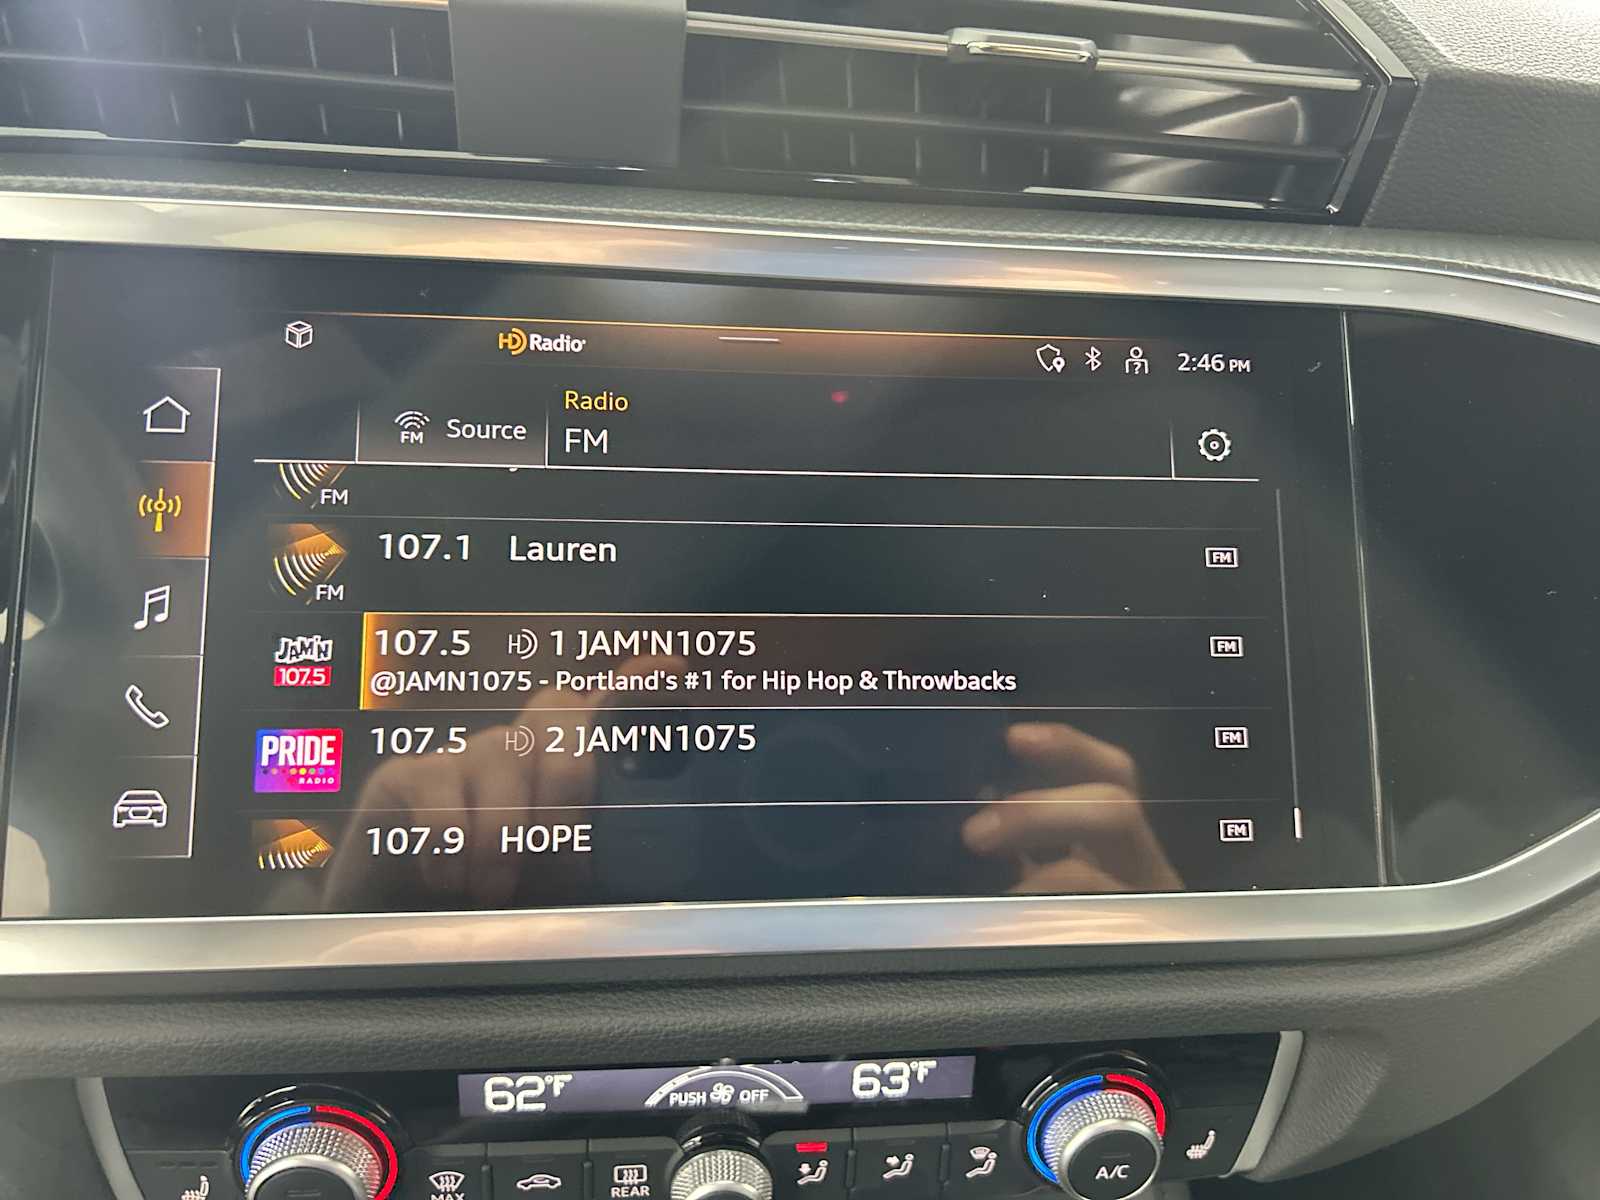 HD Radio
2:46 PM
FM Source
Radio
FM
FM
107.1 Lauren FM
FM
JAM'N 107.5
107.5 HD 1 JAM'N1075 FM
@JAMN1075 - Portland's #1 for Hip Hop & Throwbacks
PRIDE RADIO
107.5 HD 2 JAM'N1075 FM
107.9 HOPE FM
62°F PUSH OFF 63°F
MAX
REAR
A/C